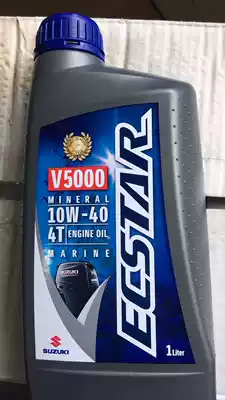 V5000
MINERAL
10W-40
4T ENGINE OIL
MARINE
ECSTAR
SUZUKI
1 Liter